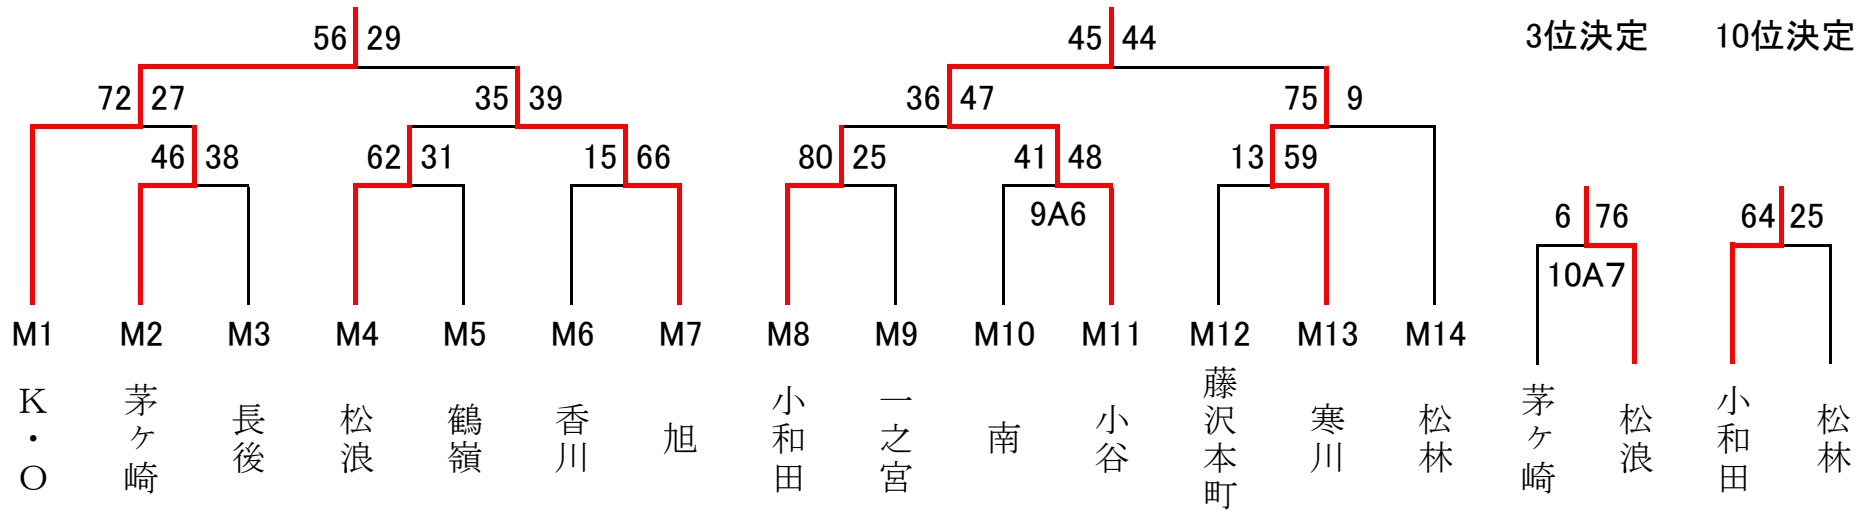 56 29
45 44
3位決定
10位決定
72 27
35 39
36 47
75 9
46 38
62 31
15 66
80 25
41 48
13 59
9A6
6 76
64 25
10A7
M1
M2
M3
M4
M5
M6
M7
M8
M9
M10
M11
M12
M13
M14
K・O
茅ケ崎
長後
松浪
鶴嶺
香川
旭
小和田
一之宮
南
小谷
藤沢本町
寒川
松林
茅ケ崎
松浪
小和田
松林